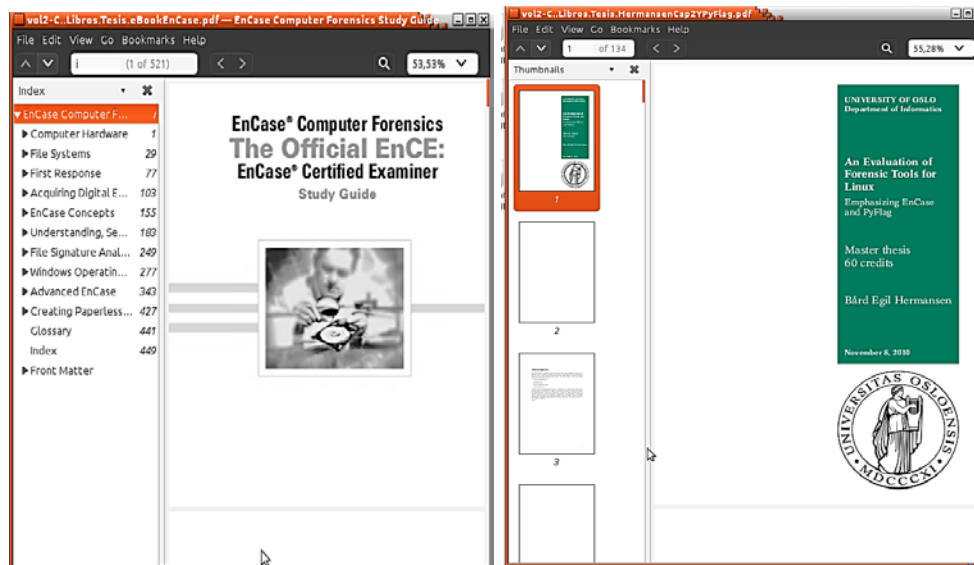 vol2-C..Libros.Tesis.eBookEnCase.pdf — EnCase Computer Forensics Study Guide
File Edit View Go Bookmarks Help
i (1 of 521)
53,53%
Index
EnCase Computer F... i
Computer Hardware 1
File Systems 29
First Response 77
Acquiring Digital E... 103
EnCase Concepts 155
Understanding, Se... 183
File Signature Anal... 249
Windows Operatin... 277
Advanced EnCase 343
Creating Paperless... 427
Glossary 441
Index 449
Front Matter
EnCase® Computer Forensics
The Official EnCE:
EnCase® Certified Examiner
Study Guide
vol2-C..Libros.Tesis.HermansenCap2YPyFlag.pdf
File Edit View Go Bookmarks Help
1 of 134
55,28%
Thumbnails
1
2
3
UNIVERSITY OF OSLO
Department of Informatics
An Evaluation of
Forensic Tools for
Linux
Emphasizing EnCase
and PyFlag
Master thesis
60 credits
Bård Egil Hermansen
November 8, 2010
UNIVERSITAS OSLOENSIS
MDCCCXI